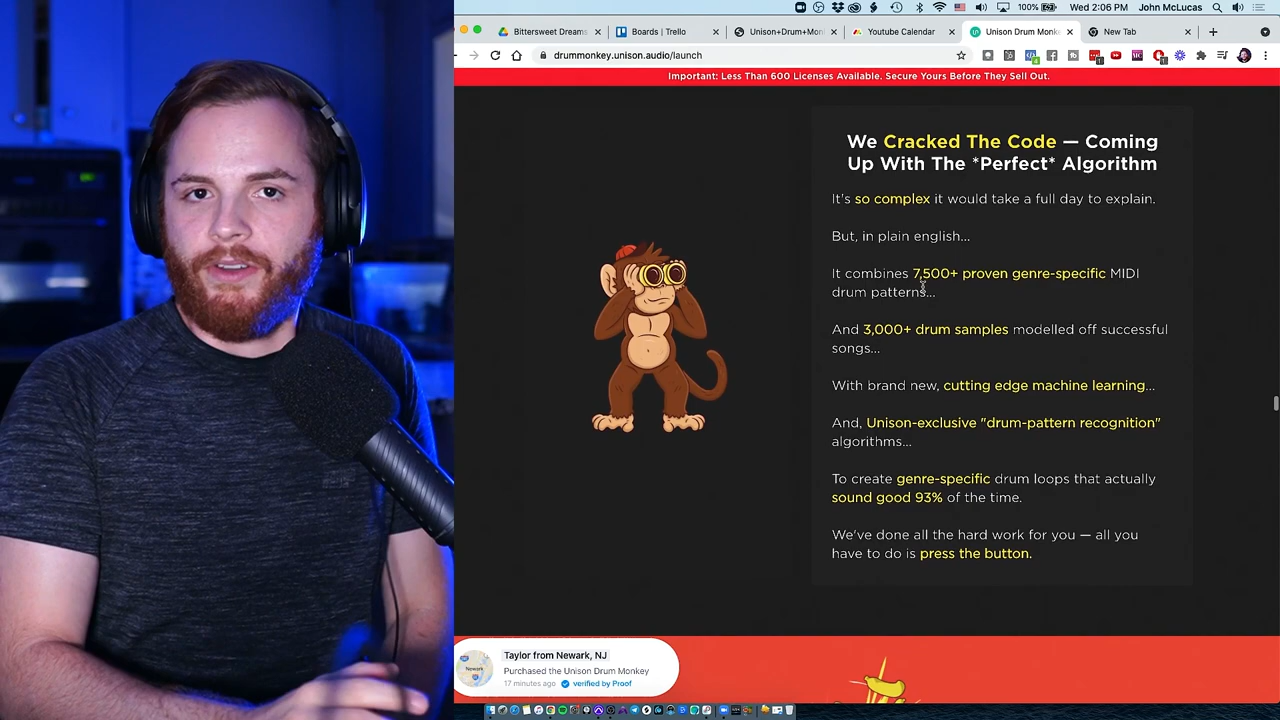 100%
Wed 2:06 PM
John McLucas
Bittersweet Dreams
Boards | Trello
Unison+Drum+Mon
Youtube Calendar
Unison Drum Monk
New Tab
drummonkey.unison.audio/launch
Important: Less Than 600 Licenses Available. Secure Yours Before They Sell Out.
We Cracked The Code — Coming
Up With The *Perfect* Algorithm
It's so complex it would take a full day to explain.
But, in plain english...
It combines 7,500+ proven genre-specific MIDI
drum patterns...
And 3,000+ drum samples modelled off successful
songs...
With brand new, cutting edge machine learning...
And, Unison-exclusive "drum-pattern recognition"
algorithms...
To create genre-specific drum loops that actually
sound good 93% of the time.
We've done all the hard work for you — all you
have to do is press the button.
Taylor from Newark, NJ
Newark
Purchased the Unison Drum Monkey
17 minutes ago
verified by Proof